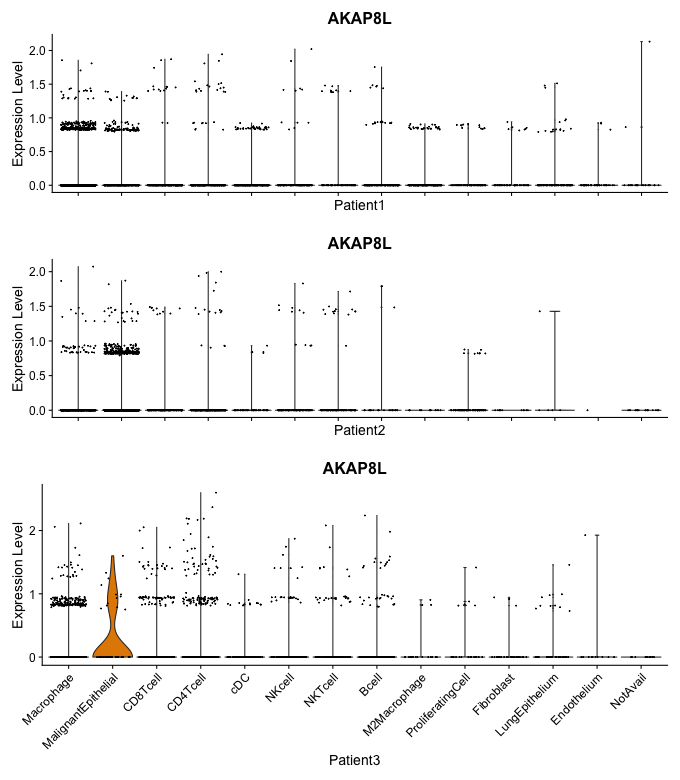 AKAP8L
Expression Level
2.0
1.5
1.0
0.5
0.0
Patient1
AKAP8L
Expression Level
2.0
1.5
1.0
0.5
0.0
Patient2
AKAP8L
Expression Level
2
1
0
Macrophage
MalignantEpithelial
CD8Tcell
CD4Tcell
cDC
NKcell
NKTcell
Bcell
M2Macrophage
ProliferatingCell
Fibroblast
LungEpithelium
Endothelium
NotAvail
Patient3